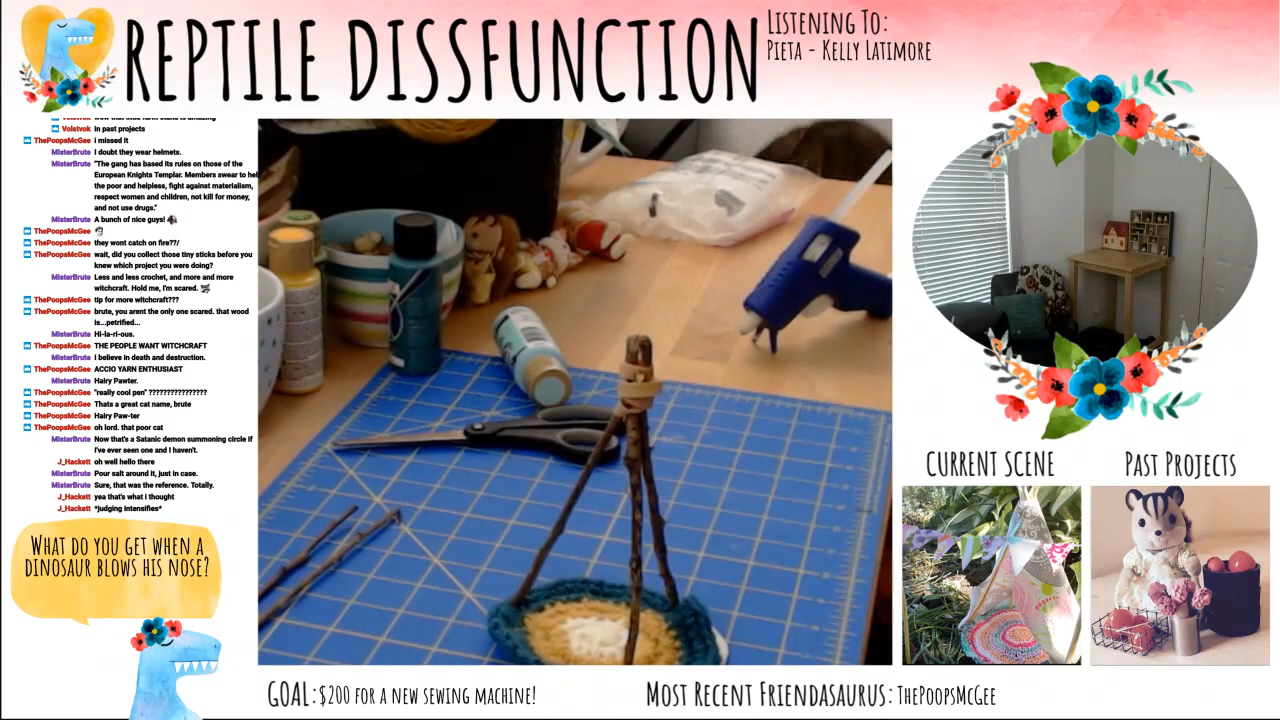 REPTILE DISSFUNCTION
LISTENING TO:
PIETA - KELLY LATIMORE
Volstvok wow that little farm stand is amazing
Volstvok in past projects
ThePoopsMcGee I missed it
MisterBrute I doubt they wear helmets.
MisterBrute "The gang has based its rules on those of the
European Knights Templar. Members swear to hel
the poor and helpless, fight against materialism,
respect women and children, not kill for money,
and not use drugs."
MisterBrute A bunch of nice guys!
ThePoopsMcGee
ThePoopsMcGee they wont catch on fire??/
ThePoopsMcGee wait, did you collect those tiny sticks before you
knew which project you were doing?
MisterBrute Less and less crochet, and more and more
witchcraft. Hold me, I'm scared.
ThePoopsMcGee tip for more witchcraft???
ThePoopsMcGee brute, you arent the only one scared. that wood
is...petrified...
MisterBrute Hi-la-ri-ous.
ThePoopsMcGee THE PEOPLE WANT WITCHCRAFT
MisterBrute I believe in death and destruction.
ThePoopsMcGee ACCIO YARN ENTHUSIAST
MisterBrute Hairy Pawter.
ThePoopsMcGee "really cool pen" ????????????????
ThePoopsMcGee Thats a great cat name, brute
ThePoopsMcGee Hairy Paw-ter
ThePoopsMcGee oh lord. that poor cat
MisterBrute Now that's a Satanic demon summoning circle if
I've ever seen one and I haven't.
J_Hackett oh well hello there
MisterBrute Pour salt around it, just in case.
MisterBrute Sure, that was the reference. Totally.
J_Hackett yea that's what i thought
J_Hackett *judging intensifies*
WHAT DO YOU GET WHEN A
DINOSAUR BLOWS HIS NOSE?
CURRENT SCENE
PAST PROJECTS
GOAL: $200 FOR A NEW SEWING MACHINE!
MOST RECENT FRIENDASAURUS: THEPOOPSMCGEE